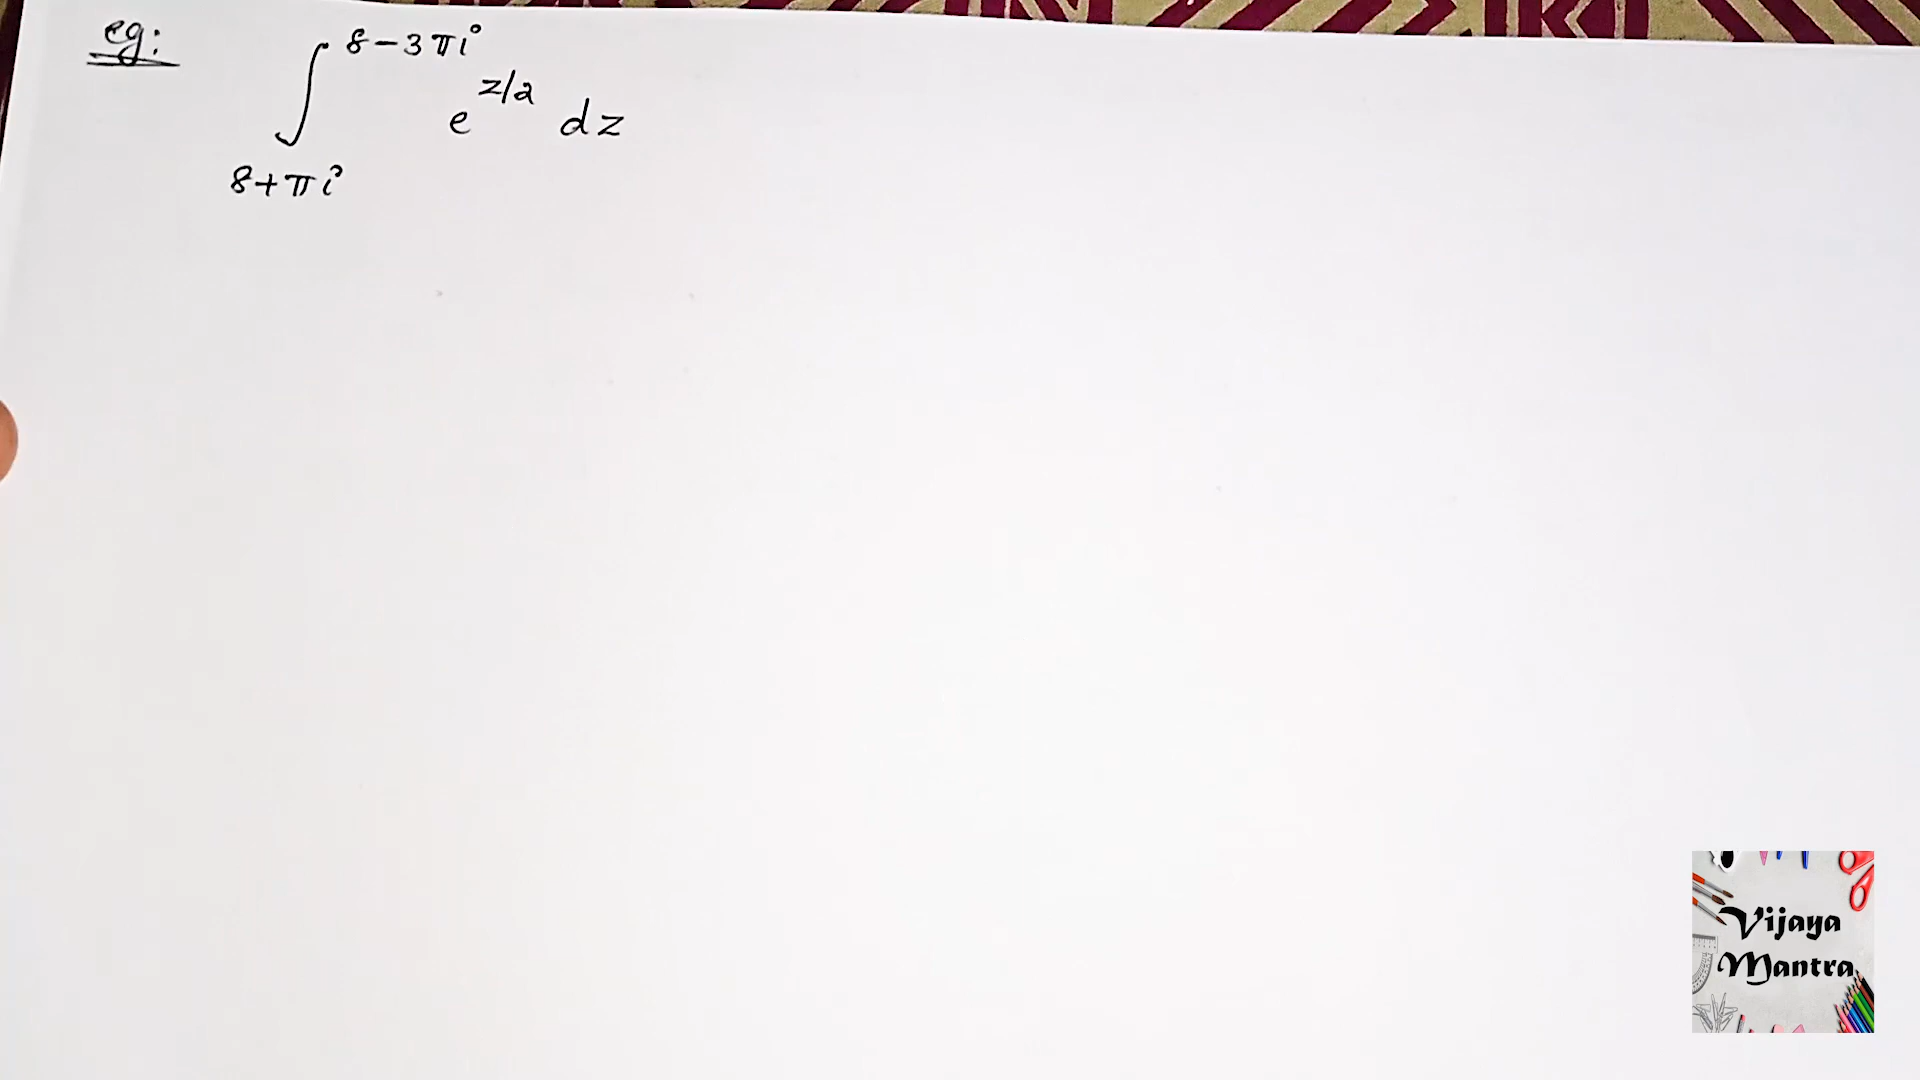 eg:
∫ 8-3πi
e^z/2 dz
8+πi
Vijaya
Mantra